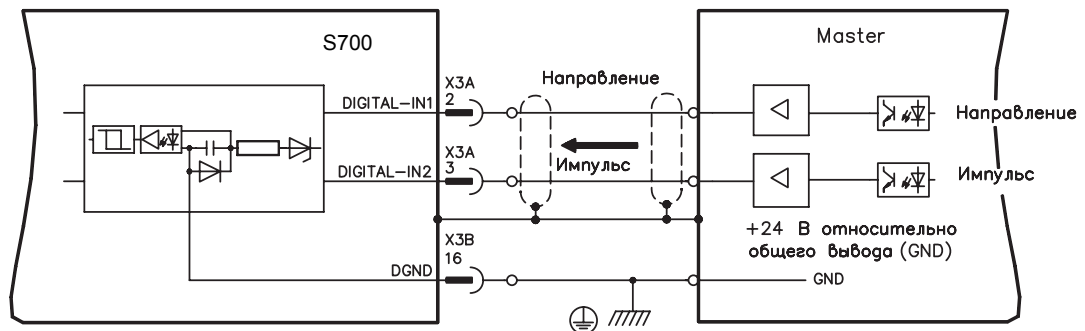 S700
Master
X3A
2
DIGITAL-IN1
Направление
Направление
X3A
3
DIGITAL-IN2
Импульс
Импульс
+24 В относительно
общего вывода (GND)
X3B
16
DGND
GND